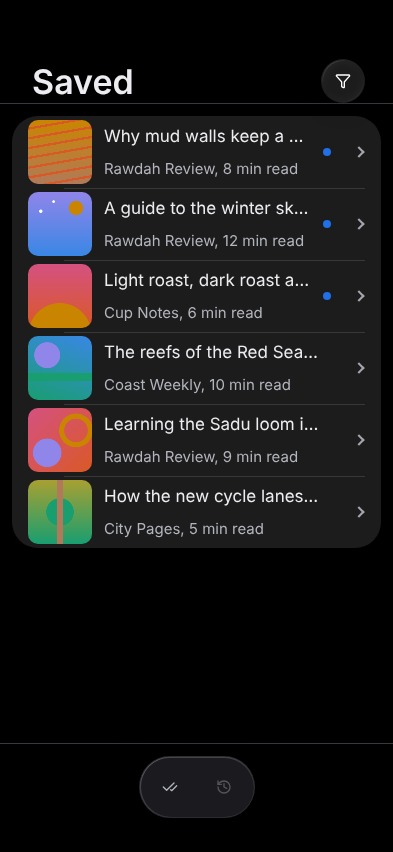 Saved
Why mud walls keep a ...
Rawdah Review, 8 min read
A guide to the winter sk...
Rawdah Review, 12 min read
Light roast, dark roast a...
Cup Notes, 6 min read
The reefs of the Red Sea...
Coast Weekly, 10 min read
Learning the Sadu loom i...
Rawdah Review, 9 min read
How the new cycle lanes...
City Pages, 5 min read